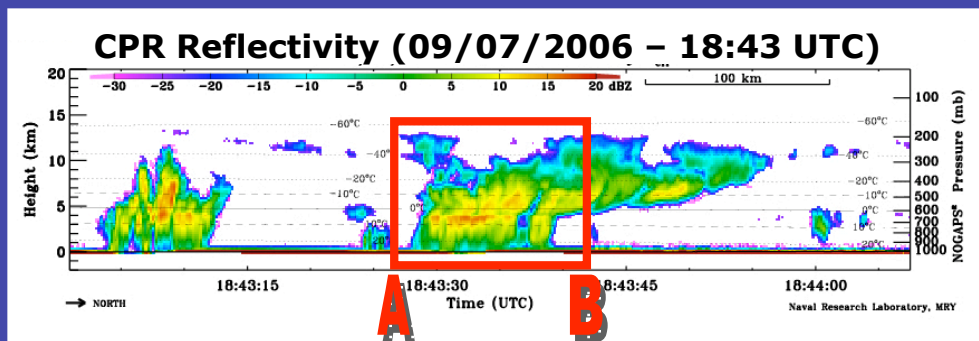 CPR Reflectivity (09/07/2006 – 18:43 UTC)
20
-30 -25 -20 -15 -10 -5 0 5 10 15 20 dBZ
100 km
100
-60°C -60°C
15
200
-40° -40°C
10
300
-20°C -20°C
400
-10°C -10°C
500
5
0° 0°C
600
700
10°C
800
900
-20°C
0
1000
Height (km)
NOGAPS* Pressure (mb)
18:43:15 18:43:30 18:43:45 18:44:00
→ NORTH
Time (UTC)
Naval Research Laboratory, MRY
A B